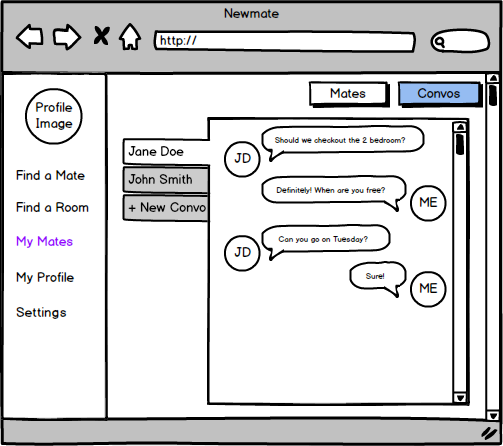 Newmate
http://
Mates
Convos
Profile
Image
Find a Mate
Find a Room
My Mates
My Profile
Settings
Jane Doe
John Smith
+ New Convo
JD
Should we checkout the 2 bedroom?
Definitely! When are you free?
ME
JD
Can you go on Tuesday?
Sure!
ME